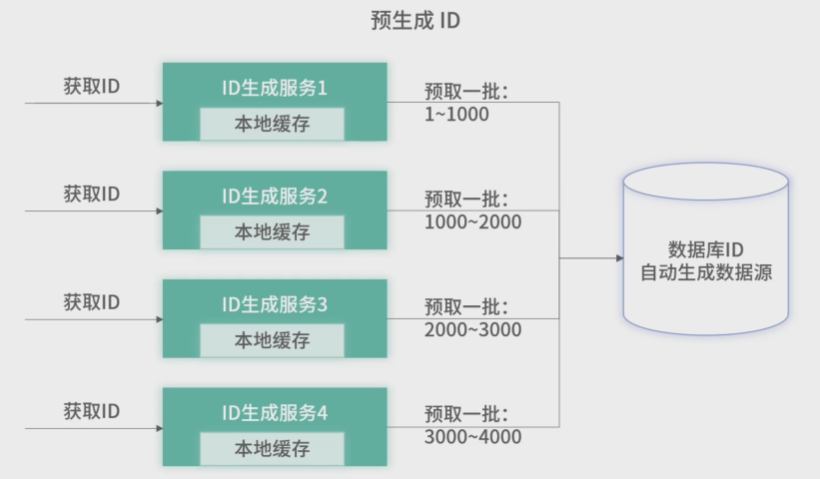 预生成 ID
获取ID
ID生成服务1
本地缓存
预取一批：
1~1000
获取ID
ID生成服务2
本地缓存
预取一批：
1000~2000
获取ID
ID生成服务3
本地缓存
预取一批：
2000~3000
获取ID
ID生成服务4
本地缓存
预取一批：
3000~4000
数据库ID
自动生成数据源